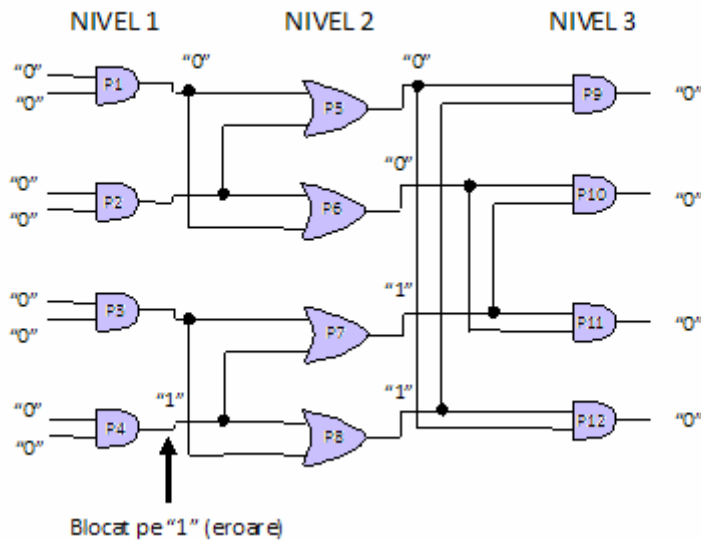 NIVEL 1 NIVEL 2 NIVEL 3
"0" "0" "0"
"0" P1 P5 P9 "0"
"0"
"0" P2 P6 P10 "0"
"0"
"0" P3 "1" P7 P11 "0"
"0"
"0" "1" "1"
"0" P4 P8 P12 "0"
Blocat pe "1" (eroare)